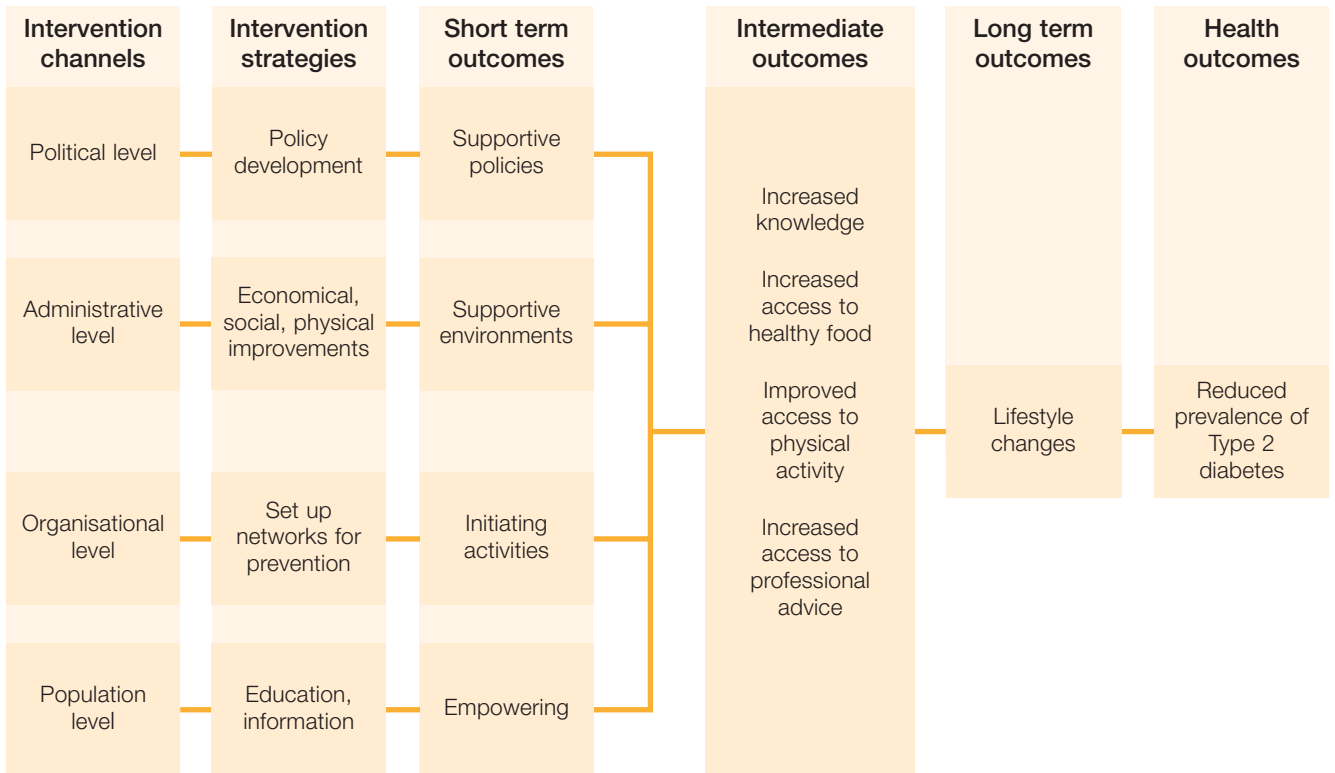 Intervention
channels
Intervention
strategies
Short term
outcomes
Intermediate
outcomes
Long term
outcomes
Health
outcomes
Political level
Policy
development
Supportive
policies
Administrative
level
Economical,
social, physical
improvements
Supportive
environments
Organisational
level
Set up
networks for
prevention
Initiating
activities
Population
level
Education,
information
Empowering
Increased
knowledge
Increased
access to
healthy food
Improved
access to
physical
activity
Increased
access to
professional
advice
Lifestyle
changes
Reduced
prevalence of
Type 2
diabetes